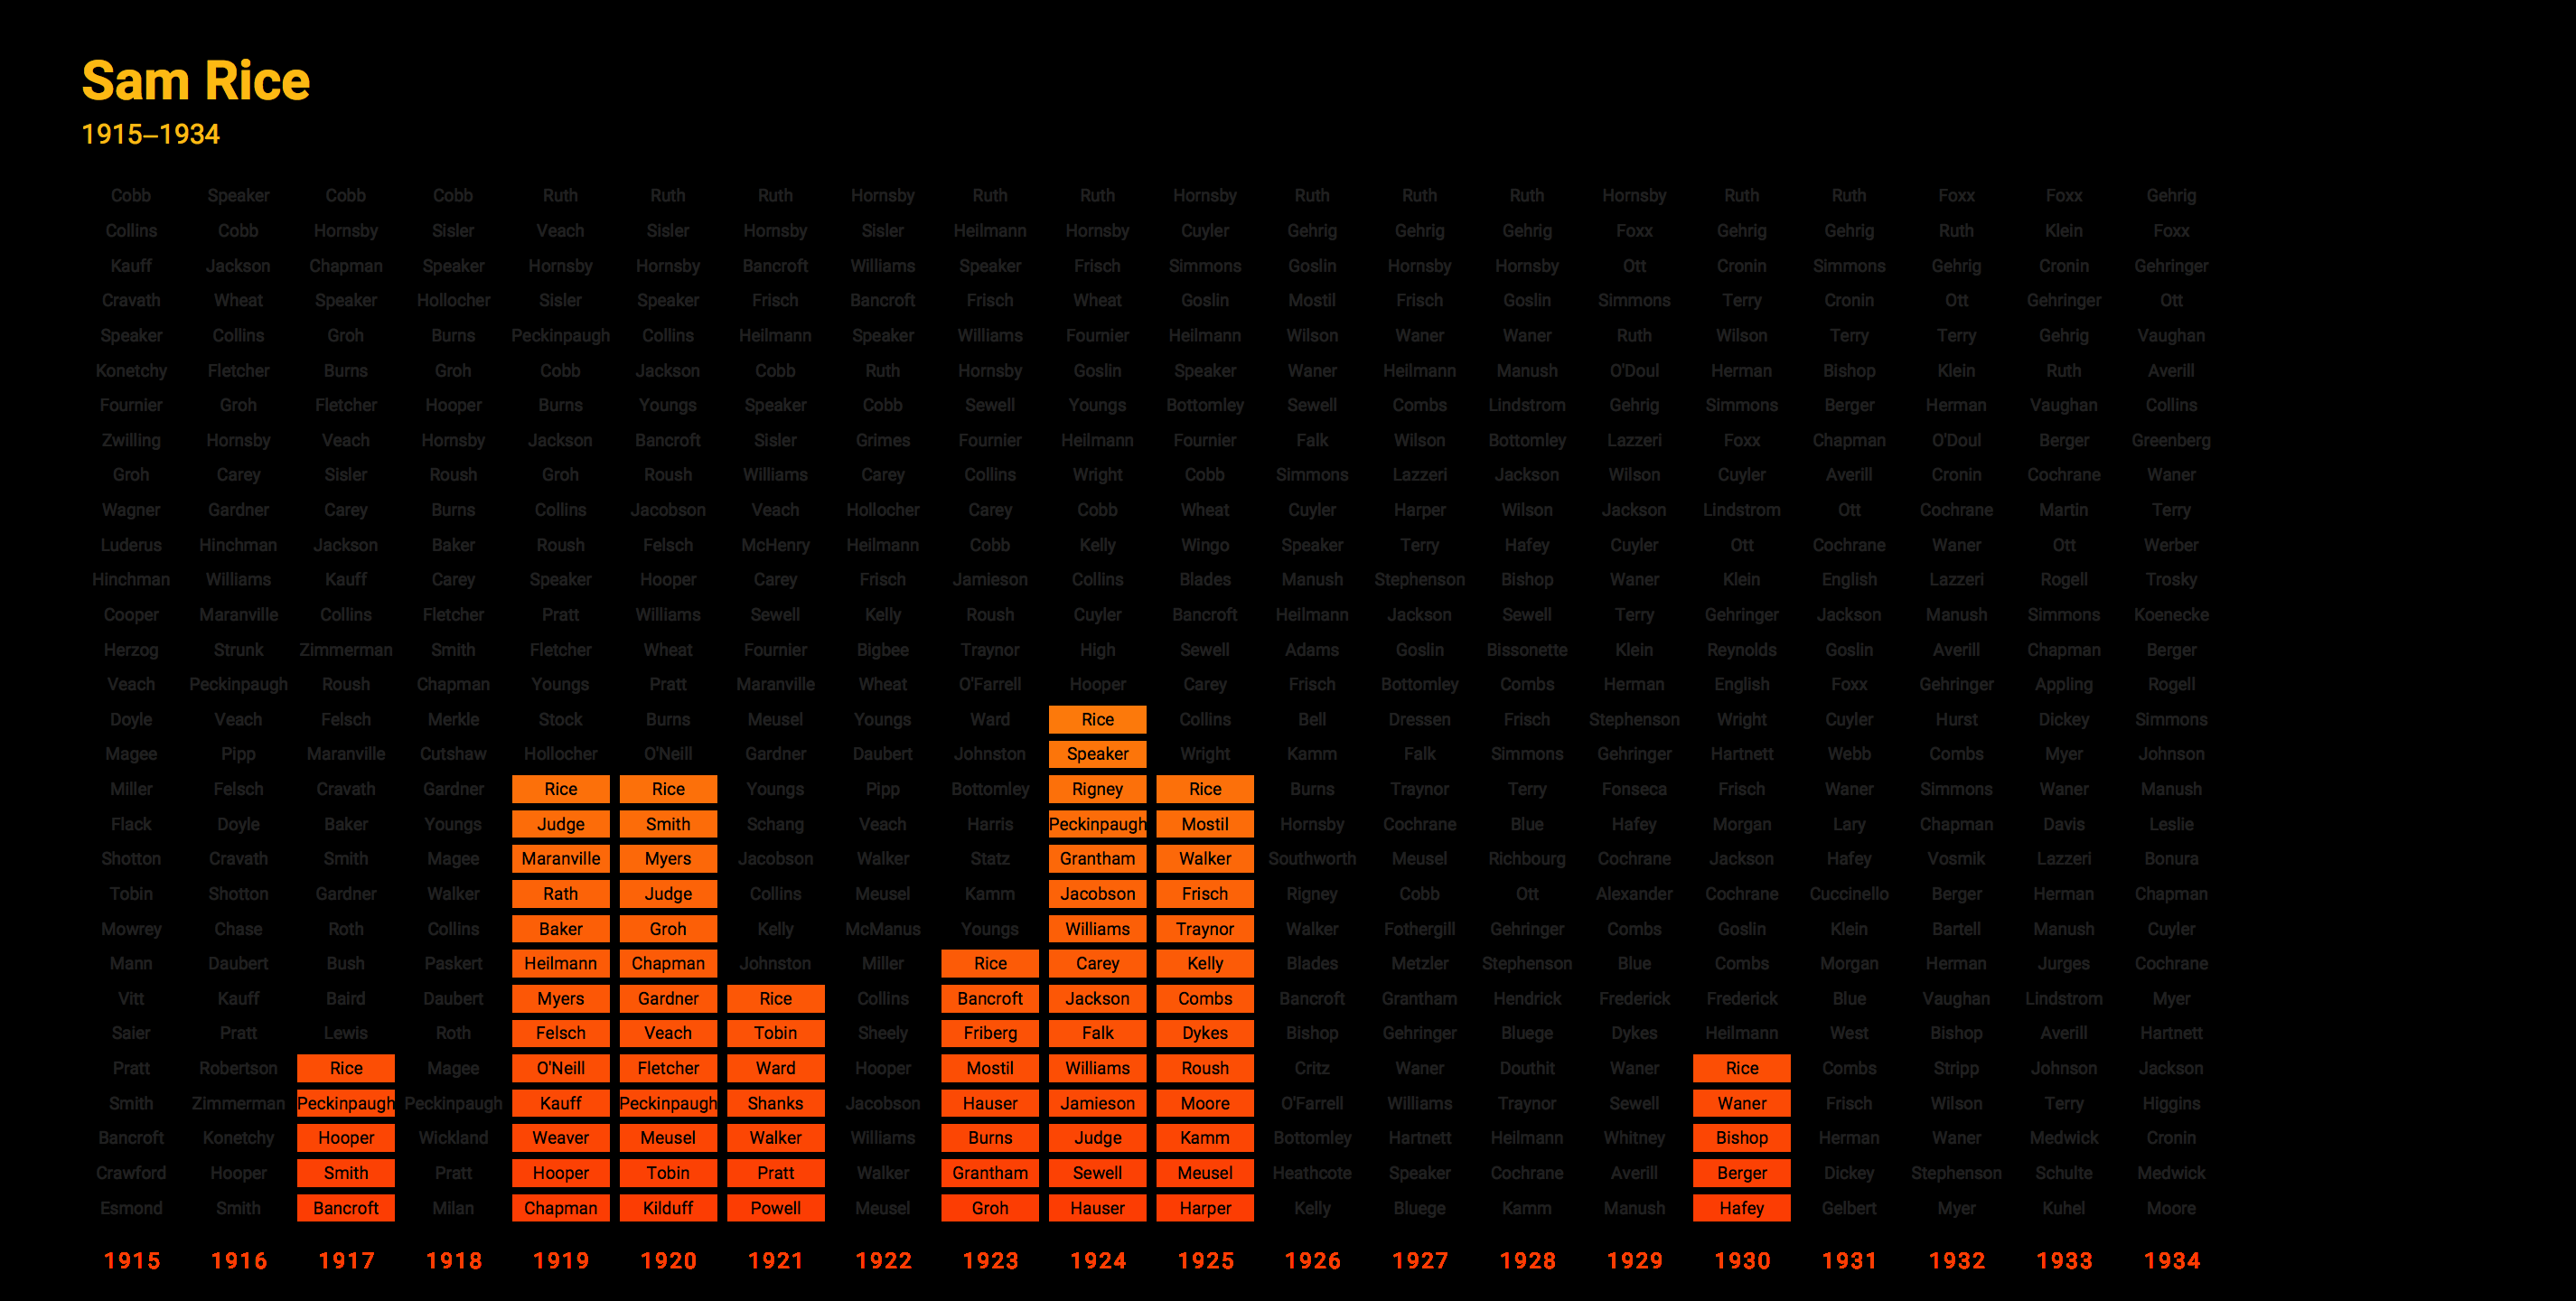 Sam Rice
1915–1934
Cobb Speaker Cobb Cobb Ruth Ruth Ruth Hornsby Ruth Ruth Hornsby Ruth Ruth Ruth Hornsby Ruth Ruth Foxx Foxx Gehrig
Collins Cobb Hornsby Sisler Veach Sisler Hornsby Sisler Heilmann Hornsby Cuyler Gehrig Gehrig Gehrig Foxx Gehrig Gehrig Ruth Klein Foxx
Kauff Jackson Chapman Speaker Hornsby Hornsby Bancroft Williams Speaker Frisch Simmons Goslin Hornsby Hornsby Ott Cronin Simmons Gehrig Cronin Gehringer
Cravath Wheat Speaker Hollocher Sisler Speaker Frisch Bancroft Frisch Wheat Goslin Mostil Frisch Goslin Simmons Terry Cronin Ott Gehringer Ott
Speaker Collins Groh Burns Peckinpaugh Collins Heilmann Speaker Williams Fournier Heilmann Wilson Waner Waner Ruth Wilson Terry Terry Gehrig Vaughan
Konetchy Fletcher Burns Groh Cobb Jackson Cobb Ruth Hornsby Goslin Speaker Waner Heilmann Manush O'Doul Herman Bishop Klein Ruth Averill
Fournier Groh Fletcher Hooper Burns Youngs Speaker Cobb Sewell Youngs Bottomley Sewell Combs Lindstrom Gehrig Simmons Berger Herman Vaughan Collins
Zwilling Hornsby Veach Hornsby Jackson Bancroft Sisler Grimes Fournier Heilmann Fournier Falk Wilson Bottomley Lazzeri Foxx Chapman O'Doul Berger Greenberg
Groh Carey Sisler Roush Groh Roush Williams Carey Collins Wright Cobb Simmons Lazzeri Jackson Wilson Cuyler Averill Cronin Cochrane Waner
Wagner Gardner Carey Burns Collins Jacobson Veach Hollocher Carey Cobb Wheat Cuyler Harper Wilson Jackson Lindstrom Ott Cochrane Martin Terry
Luderus Hinchman Jackson Baker Roush Felsch McHenry Heilmann Cobb Kelly Wingo Speaker Terry Hafey Cuyler Ott Cochrane Waner Ott Werber
Hinchman Williams Kauff Carey Speaker Hooper Carey Frisch Jamieson Collins Blades Manush Stephenson Bishop Waner Klein English Lazzeri Rogell Trosky
Cooper Maranville Collins Fletcher Pratt Williams Sewell Kelly Roush Cuyler Bancroft Heilmann Jackson Sewell Terry Gehringer Jackson Manush Simmons Koenecke
Herzog Strunk Zimmerman Smith Fletcher Wheat Fournier Bigbee Traynor High Sewell Adams Goslin Bissonette Klein Reynolds Goslin Averill Chapman Berger
Veach Peckinpaugh Roush Chapman Youngs Pratt Maranville Wheat O'Farrell Hooper Carey Frisch Bottomley Combs Herman English Foxx Gehringer Appling Rogell
Doyle Veach Felsch Merkle Stock Burns Meusel Youngs Ward Rice Collins Bell Dressen Frisch Stephenson Wright Cuyler Hurst Dickey Simmons
Magee Pipp Maranville Cutshaw Hollocher O'Neill Gardner Daubert Johnston Speaker Wright Kamm Falk Simmons Gehringer Hartnett Webb Combs Myer Johnson
Miller Felsch Cravath Gardner Rice Rice Youngs Pipp Bottomley Rigney Rice Burns Traynor Terry Fonseca Frisch Waner Simmons Waner Manush
Flack Doyle Baker Youngs Judge Smith Schang Veach Harris Peckinpaugh Mostil Hornsby Cochrane Blue Hafey Morgan Lary Chapman Davis Leslie
Shotton Cravath Smith Magee Maranville Myers Jacobson Walker Statz Grantham Walker Southworth Meusel Richbourg Cochrane Jackson Hafey Vosmik Lazzeri Bonura
Tobin Shotton Gardner Walker Rath Judge Collins Meusel Kamm Jacobson Frisch Rigney Cobb Ott Alexander Cochrane Cuccinello Berger Herman Chapman
Mowrey Chase Roth Collins Baker Groh Kelly McManus Youngs Williams Traynor Walker Fothergill Gehringer Combs Goslin Klein Bartell Manush Cuyler
Mann Daubert Bush Paskert Heilmann Chapman Johnston Miller Rice Carey Kelly Blades Metzler Stephenson Blue Combs Morgan Herman Jurges Cochrane
Vitt Kauff Baird Daubert Myers Gardner Rice Collins Bancroft Jackson Combs Bancroft Grantham Hendrick Frederick Frederick Blue Vaughan Lindstrom Myer
Saier Pratt Lewis Roth Felsch Veach Tobin Sheely Friberg Falk Dykes Bishop Gehringer Bluege Dykes Heilmann West Bishop Averill Hartnett
Pratt Robertson Rice Magee O'Neill Fletcher Ward Hooper Mostil Williams Roush Critz Waner Douthit Waner Rice Combs Stripp Johnson Jackson
Smith Zimmerman Peckinpaugh Peckinpaugh Kauff Peckinpaugh Shanks Jacobson Hauser Jamieson Moore O'Farrell Williams Traynor Sewell Waner Frisch Wilson Terry Higgins
Bancroft Konetchy Hooper Wickland Weaver Meusel Walker Williams Burns Judge Kamm Bottomley Hartnett Heilmann Whitney Bishop Herman Waner Medwick Cronin
Crawford Hooper Smith Pratt Hooper Tobin Pratt Walker Grantham Sewell Meusel Heathcote Speaker Cochrane Averill Berger Dickey Stephenson Schulte Medwick
Esmond Smith Bancroft Milan Chapman Kilduff Powell Meusel Groh Hauser Harper Kelly Bluege Kamm Manush Hafey Gelbert Myer Kuhel Moore
1915 1916 1917 1918 1919 1920 1921 1922 1923 1924 1925 1926 1927 1928 1929 1930 1931 1932 1933 1934